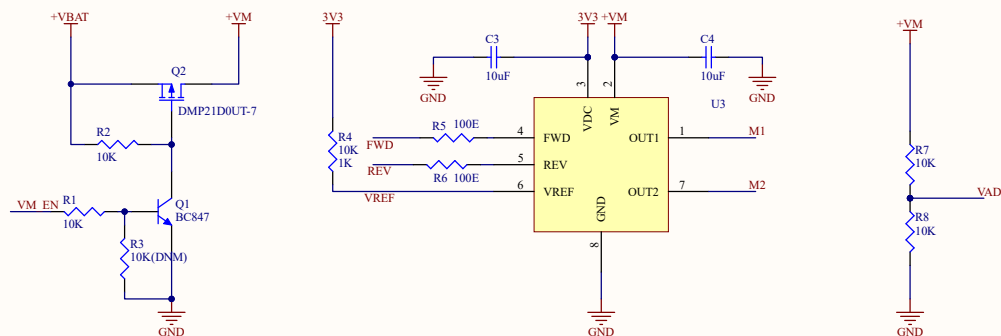 +VBAT
+VM
Q2
DMP21D0UT-7
R2
10K
Q1
BC847
VM_EN
R1
10K
R3
10K(DNM)
GND
3V3
R4
10K
1K
3V3
+VM
C3
10uF
GND
C4
10uF
GND
U3
3
2
VDC
VM
FWD
R5
100E
4
FWD
OUT1
1
M1
REV
R6
100E
5
REV
VREF
6
VREF
OUT2
7
M2
GND
8
GND
+VM
R7
10K
VAD
R8
10K
GND